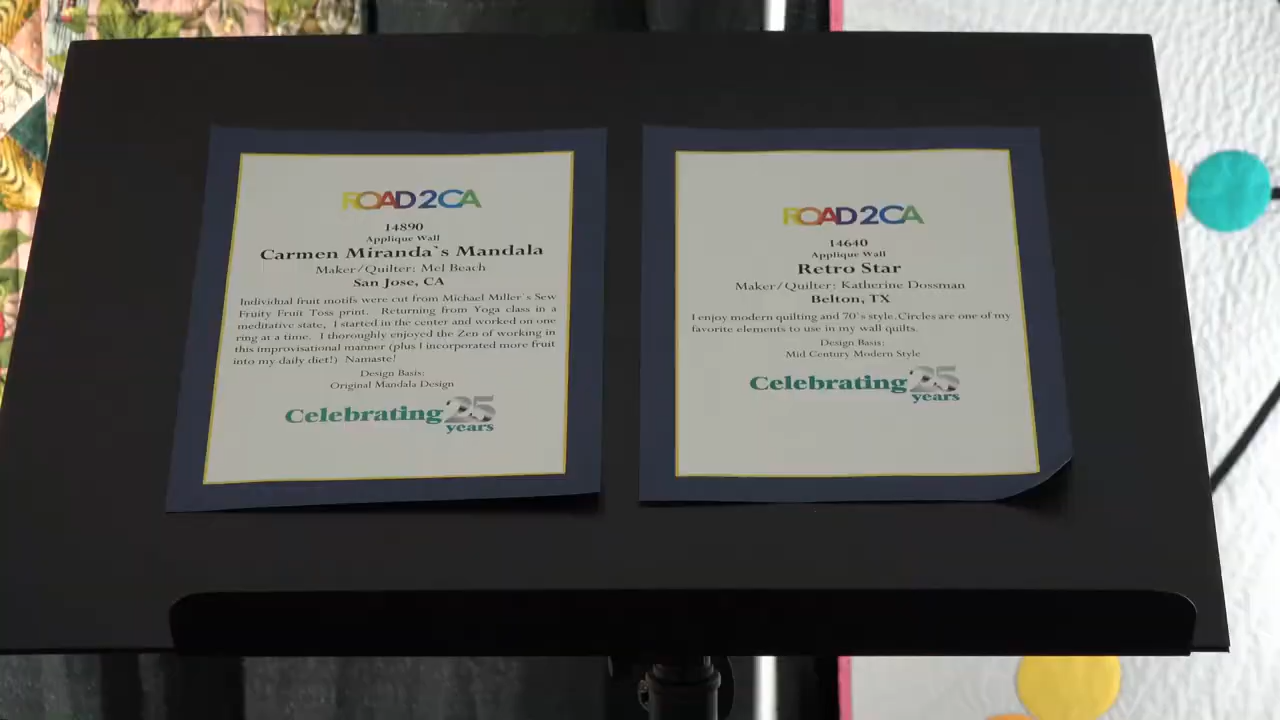 ROAD2CA
14890
Applique Wall
Carmen Miranda`s Mandala
Maker/Quilter: Mel Beach
San Jose, CA
Individual fruit motifs were cut from Michael Miller`s Sew
Fruity Fruit Toss print. Returning from Yoga class in a
meditative state, I started in the center and worked on one
ring at a time. I thoroughly enjoyed the Zen of working in
this improvisational manner (plus I incorporated more fruit
into my daily diet!) Namaste!
Design Basis:
Original Mandala Design
Celebrating 25
years
ROAD2CA
14640
Applique Wall
Retro Star
Maker/Quilter: Katherine Dossman
Belton, TX
I enjoy modern quilting and 70`s style. Circles are one of my
favorite elements to use in my wall quilts.
Design Basis:
Mid Century Modern Style
Celebrating 25
years